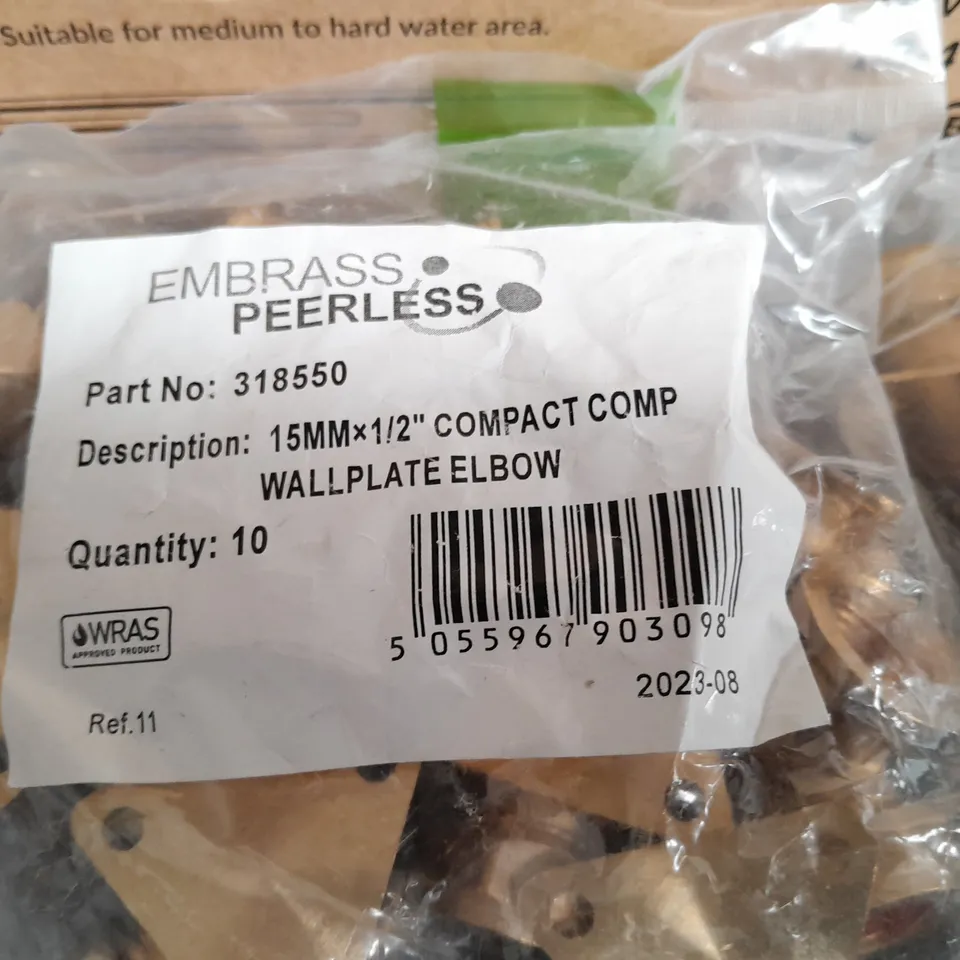 Suitable for medium to hard water area.
EMBRASS
PEERLESS
Part No: 318550
Description: 15MM×1/2" COMPACT COMP
WALLPLATE ELBOW
Quantity: 10
WRAS
APPROVED PRODUCT
5 055967 903098
2023-08
Ref.11